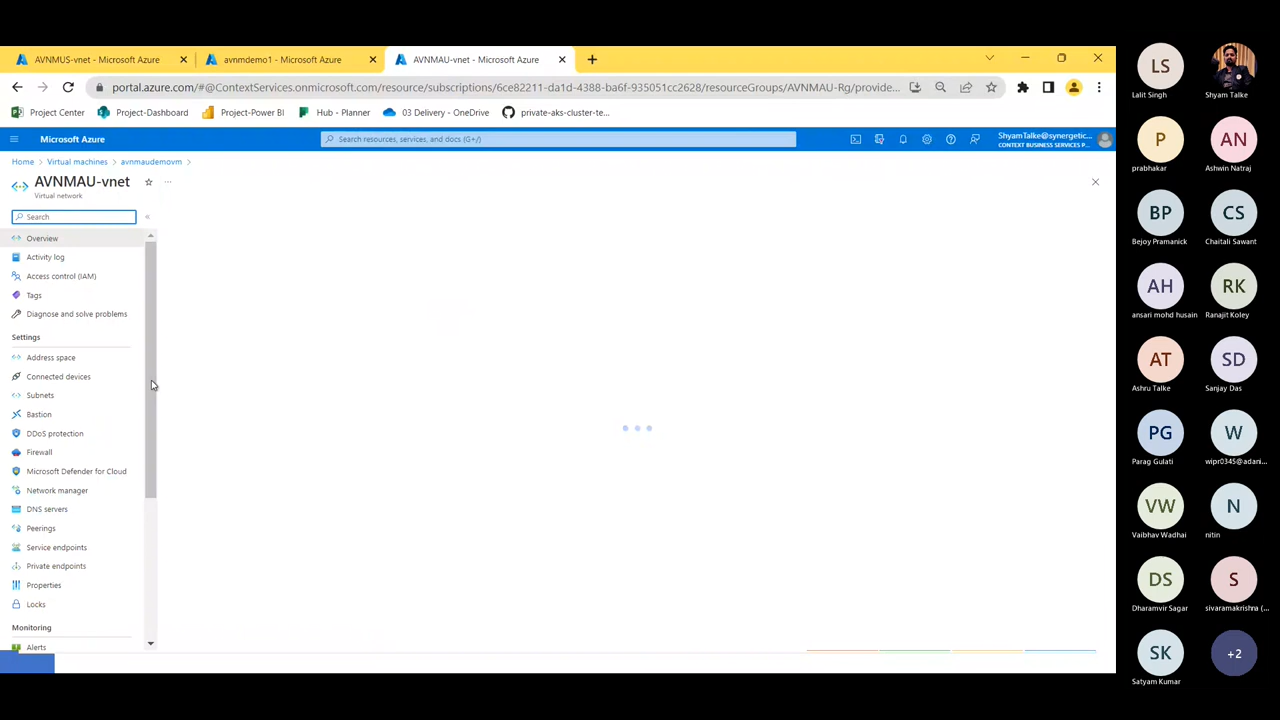 AVNMUS-vnet - Microsoft Azure
avnmdemo1 - Microsoft Azure
AVNMAU-vnet - Microsoft Azure
portal.azure.com/#@ContextServices.onmicrosoft.com/resource/subscriptions/6ce82211-da1d-4388-ba6f-935051cc2628/resourceGroups/AVNMAU-Rg/provide...
Project Center
Project-Dashboard
Project-Power BI
Hub - Planner
03 Delivery - OneDrive
private-aks-cluster-te...
Microsoft Azure
Search resources, services, and docs (G+/)
ShyamTalke@synergetic...
CONTEXT BUSINESS SERVICES P...
Home
Virtual machines
avnmaudemovm
AVNMAU-vnet
Virtual network
Search
Overview
Activity log
Access control (IAM)
Tags
Diagnose and solve problems
Settings
Address space
Connected devices
Subnets
Bastion
DDoS protection
Firewall
Microsoft Defender for Cloud
Network manager
DNS servers
Peerings
Service endpoints
Private endpoints
Properties
Locks
Monitoring
Alerts
LS
Lalit Singh
Shyam Talke
P
prabhakar
AN
Ashwin Natraj
BP
Bejoy Pramanick
CS
Chaitali Sawant
AH
ansari mohd husain
RK
Ranajit Koley
AT
Ashru Talke
SD
Sanjay Das
PG
Parag Gulati
W
wipr0345@adani...
VW
Vaibhav Wadhai
N
nitin
DS
Dharamvir Sagar
S
sivaramakrishna (...
SK
Satyam Kumar
+2